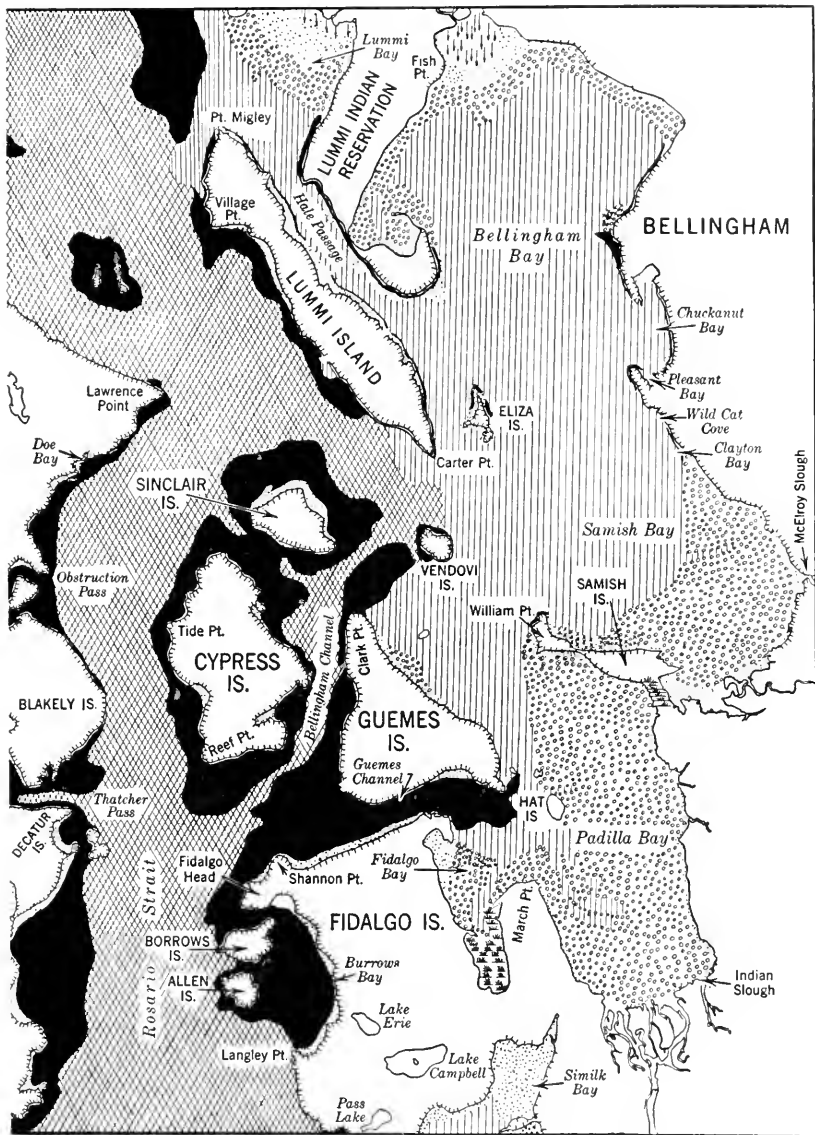 Lummi
Bay
Fish
Pt.
LUMMI INDIAN
RESERVATION
Pt. Migley
Village
Pt.
Hale Passage
BELLINGHAM
Bellingham
Bay
LUMMI ISLAND
Chuckanut
Bay
Pleasant
Bay
Wild Cat
Cove
Clayton
Bay
ELIZA
IS.
Carter Pt.
Lawrence
Point
Doe
Bay
SINCLAIR
IS.
McElroy Slough
Samish Bay
VENDOVI
IS.
Obstruction
Pass
SAMISH
IS.
William Pt.
Tide Pt.
CYPRESS
IS.
Bellingham Channel
Clark Pt.
BLAKELY IS.
Reef Pt.
GUEMES
IS.
Guemes
Channel
HAT
IS
Thatcher
Pass
DECATUR
IS.
Padilla Bay
Fidalgo
Head
Shannon Pt.
Fidalgo
Bay
March Pt.
Rosario Strait
FIDALGO IS.
BORROWS
IS.
Burrows
Bay
ALLEN
IS.
Indian
Slough
Lake
Erie
Langley Pt.
Lake
Campbell
Similk
Bay
Pass
Lake